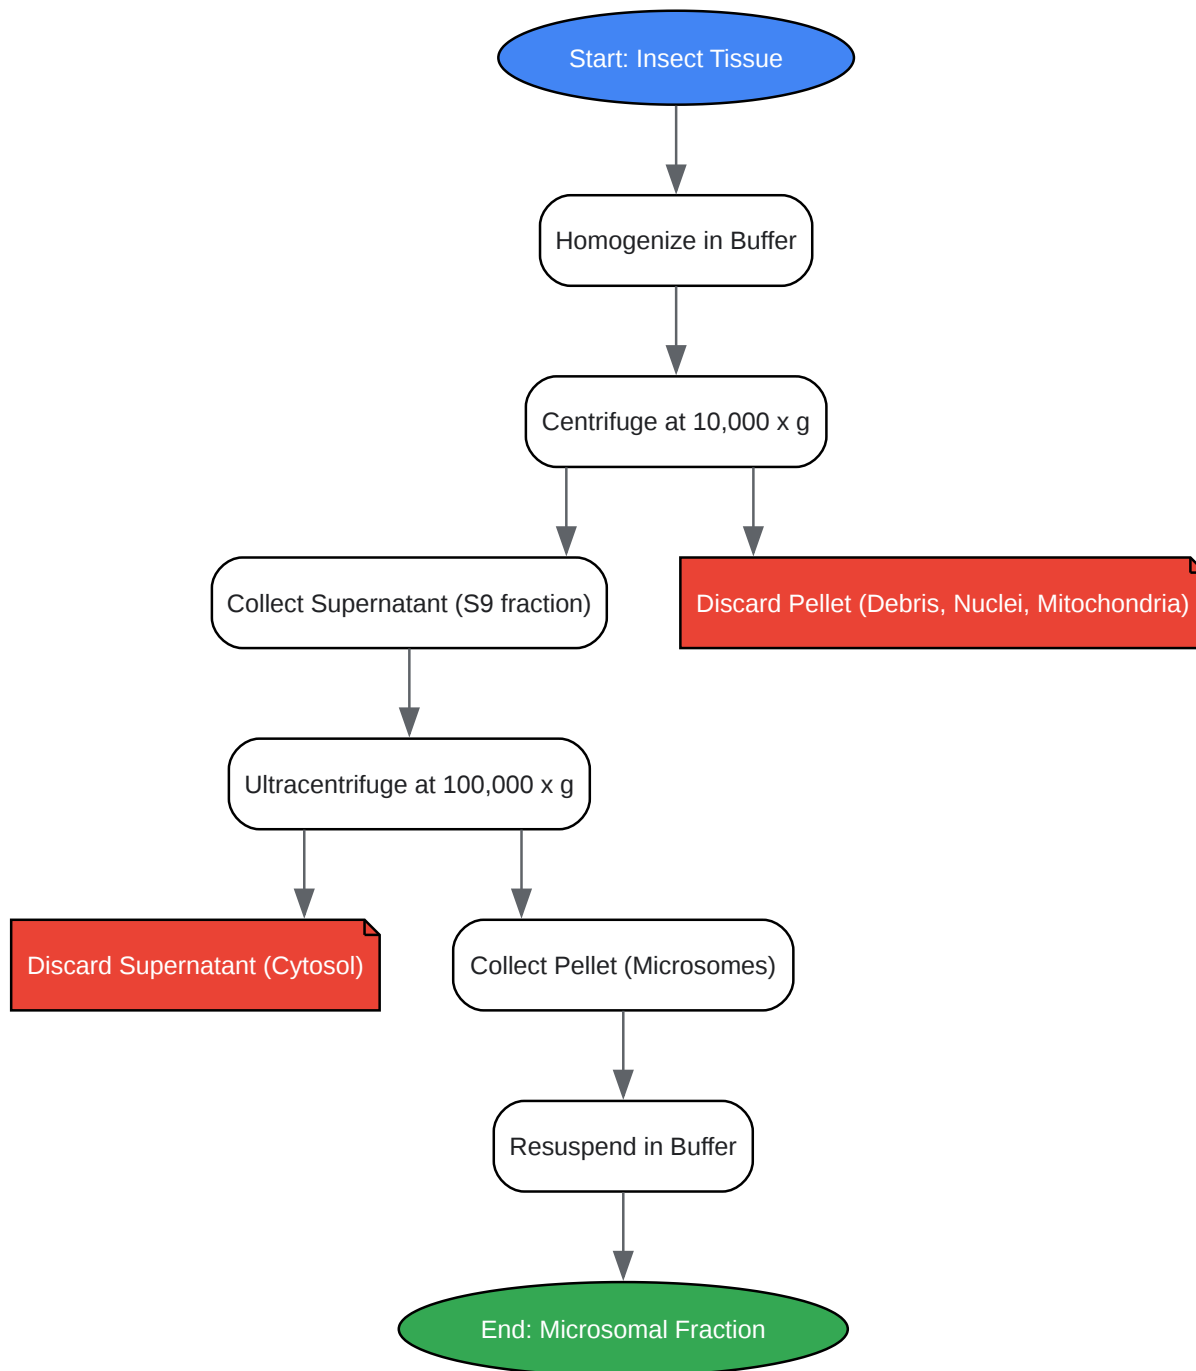 Start: Insect Tissue
Homogenize in Buffer
Centrifuge at 10,000 x g
Collect Supernatant (S9 fraction)
Discard Pellet (Debris, Nuclei, Mitochondria)
Ultracentrifuge at 100,000 x g
Discard Supernatant (Cytosol)
Collect Pellet (Microsomes)
Resuspend in Buffer
End: Microsomal Fraction